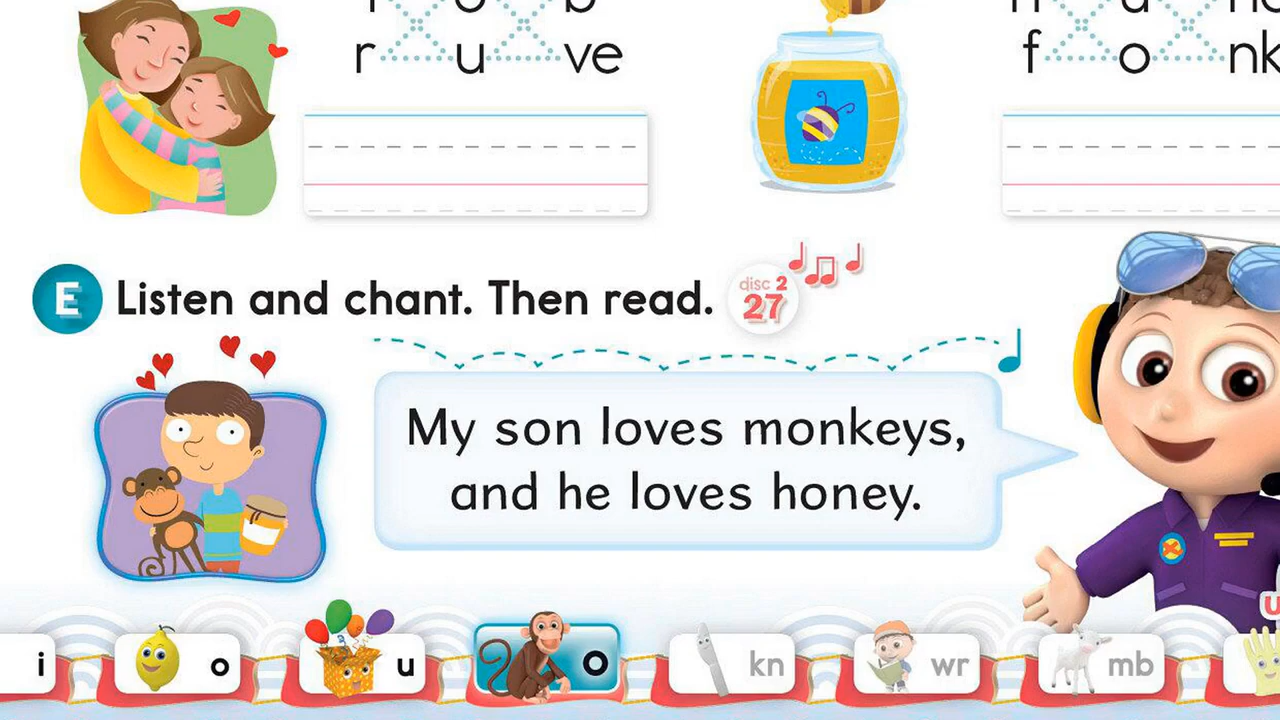 r u ve
f o nk
E Listen and chant. Then read. disc 2 27
My son loves monkeys,
and he loves honey.
i o u o kn wr mb